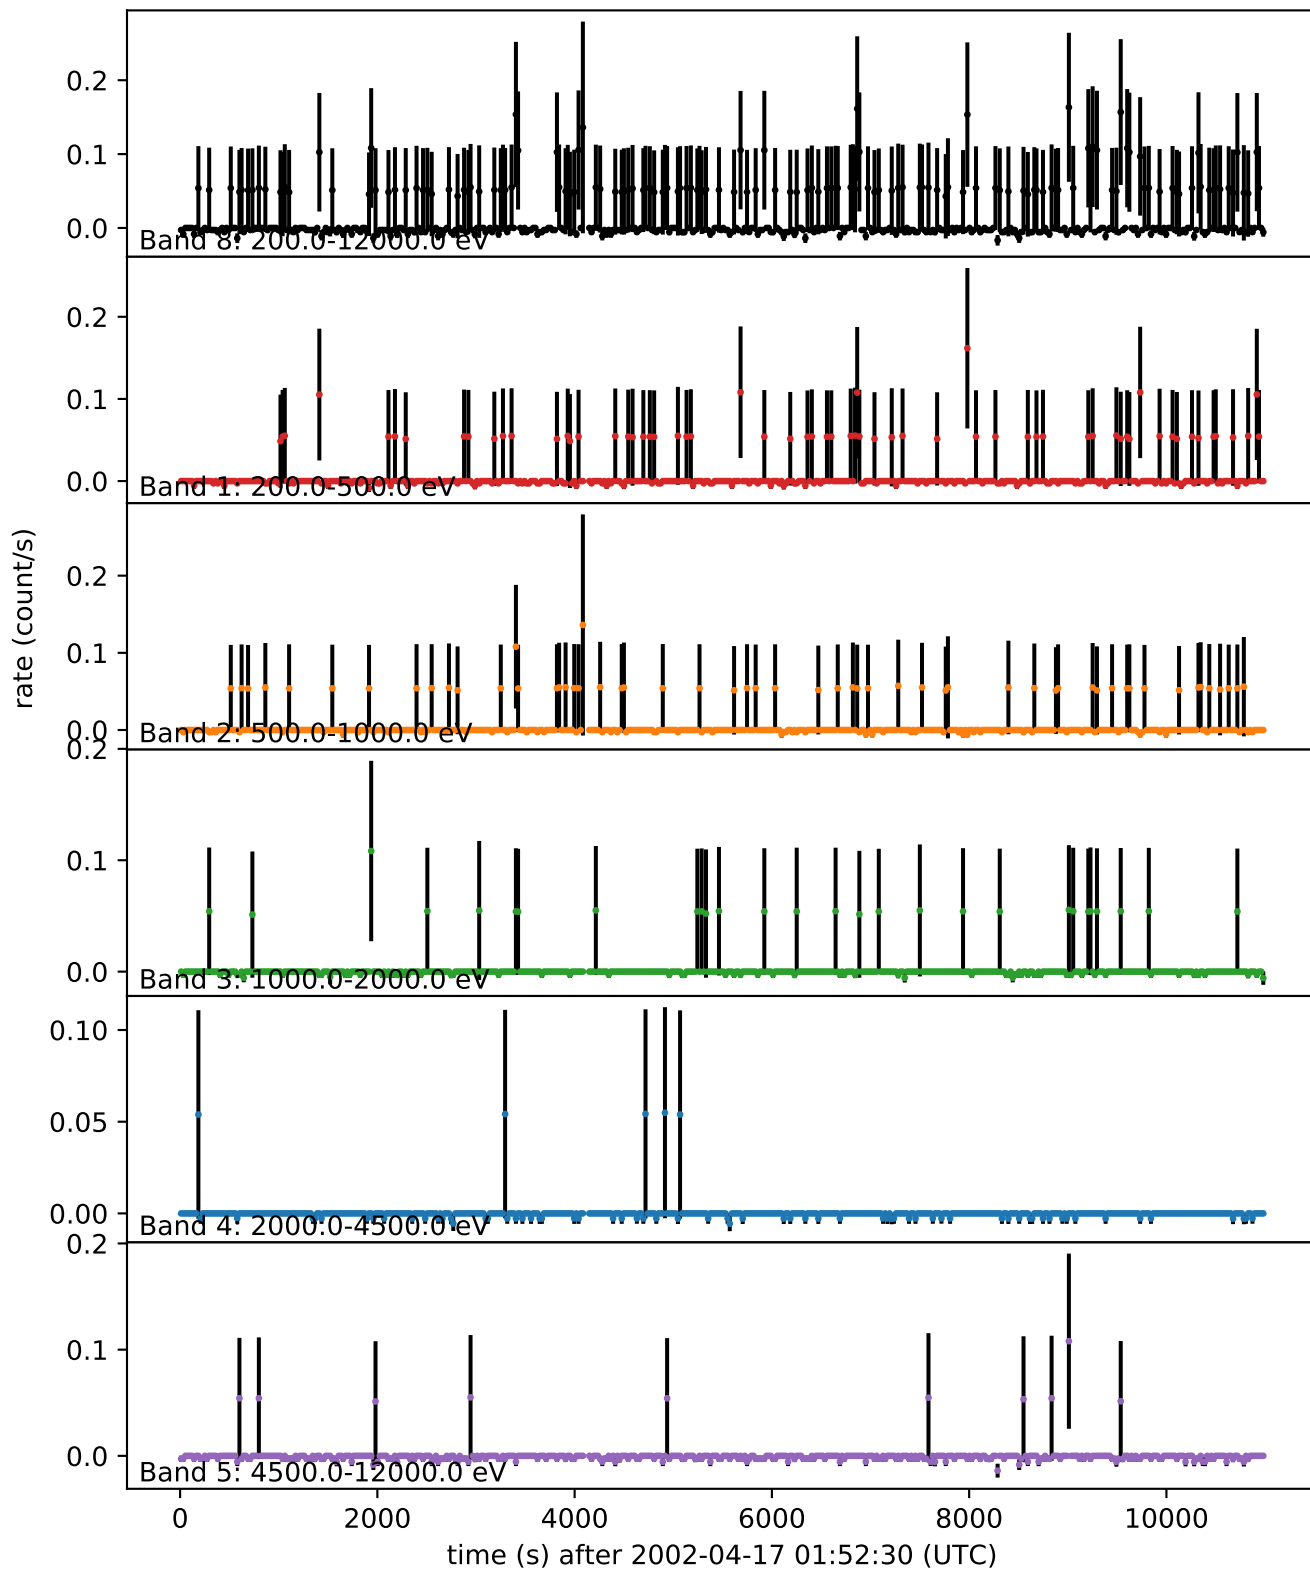 0.2
0.1
0.0
Band 8: 200.0-12000.0 eV
0.2
0.1
0.0
Band 1: 200.0-500.0 eV
rate (count/s)
0.2
0.1
0.0
Band 2: 500.0-1000.0 eV
0.2
0.1
0.0
Band 3: 1000.0-2000.0 eV
0.10
0.05
0.00
Band 4: 2000.0-4500.0 eV
0.2
0.1
0.0
Band 5: 4500.0-12000.0 eV
0 2000 4000 6000 8000 10000
time (s) after 2002-04-17 01:52:30 (UTC)